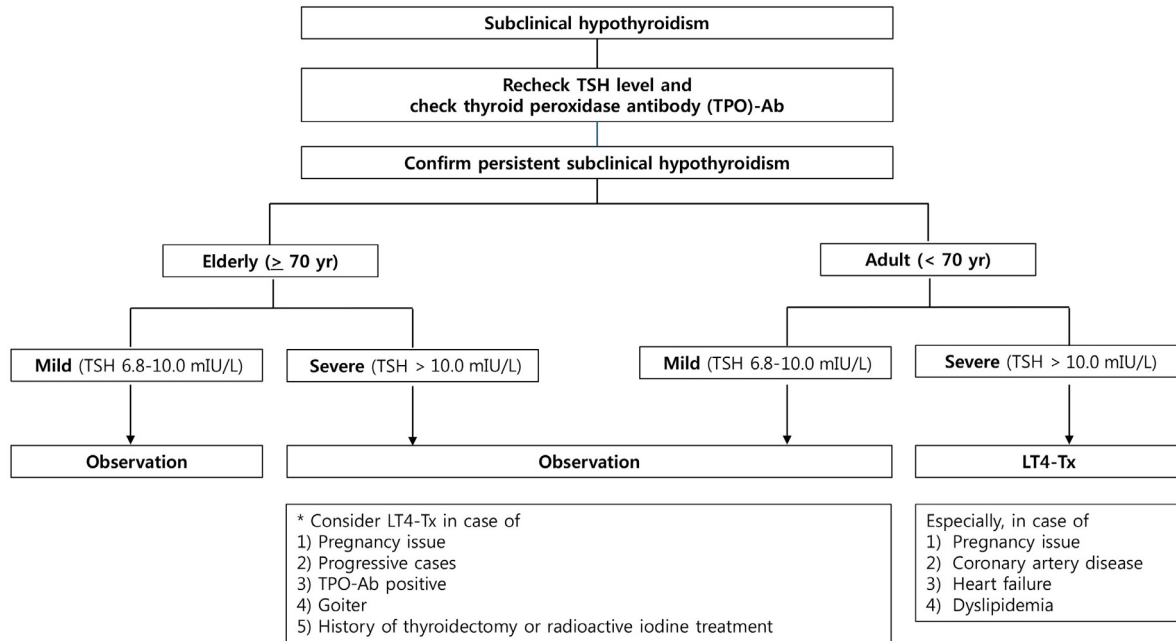 Subclinical hypothyroidism
Recheck TSH level and
check thyroid peroxidase antibody (TPO)-Ab
Confirm persistent subclinical hypothyroidism
Elderly (≥ 70 yr)
Adult (< 70 yr)
Mild (TSH 6.8-10.0 mIU/L)
Severe (TSH > 10.0 mIU/L)
Mild (TSH 6.8-10.0 mIU/L)
Severe (TSH > 10.0 mIU/L)
Observation
Observation
LT4-Tx
* Consider LT4-Tx in case of
1) Pregnancy issue
2) Progressive cases
3) TPO-Ab positive
4) Goiter
5) History of thyroidectomy or radioactive iodine treatment
Especially, in case of
1) Pregnancy issue
2) Coronary artery disease
3) Heart failure
4) Dyslipidemia